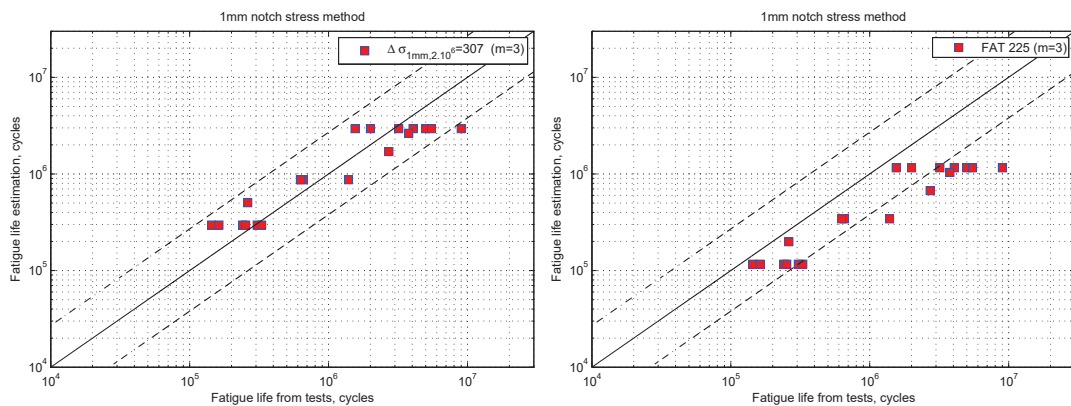 1mm notch stress method
Δ σ1mm,2.10⁶=307 (m=3)
Fatigue life estimation, cycles
10⁷
10⁶
10⁵
10⁴
10⁴ 10⁵ 10⁶ 10⁷
Fatigue life from tests, cycles
1mm notch stress method
FAT 225 (m=3)
Fatigue life estimation, cycles
10⁷
10⁶
10⁵
10⁴
10⁴ 10⁵ 10⁶ 10⁷
Fatigue life from tests, cycles